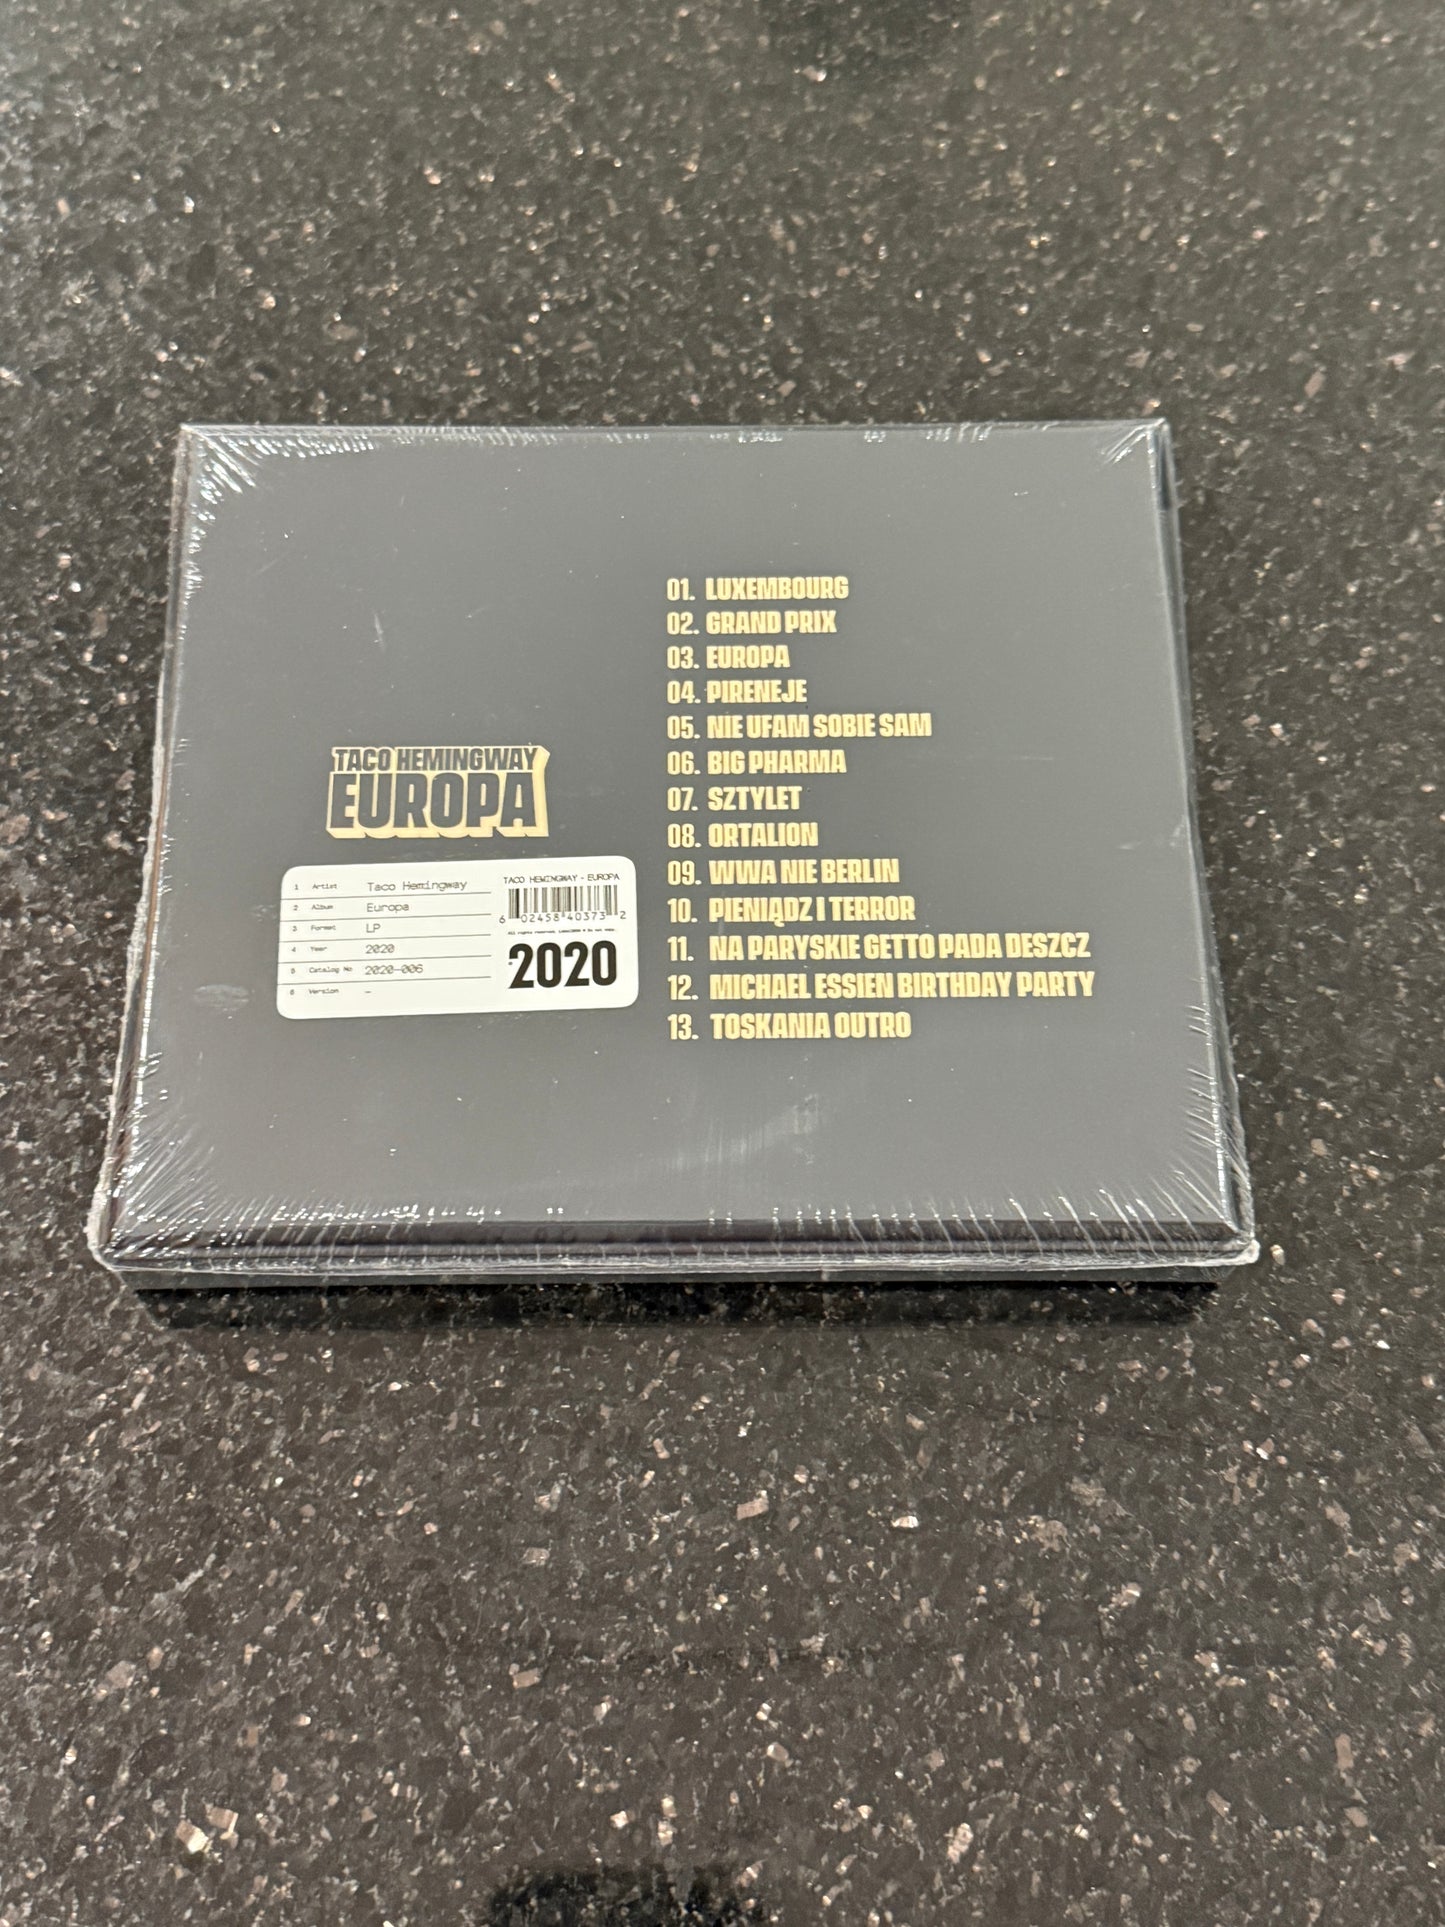 TACO HEMINGWAY
EUROPA
1 Artist Taco Hemingway
2 Album Europa
3 Format LP
4 Year 2020
5 Catalog No 2020-006
6 Version -
TACO HEMINGWAY - EUROPA
6 02458 40373 2
2020
01. LUXEMBOURG
02. GRAND PRIX
03. EUROPA
04. PIRENEJE
05. NIE UFAM SOBIE SAM
06. BIG PHARMA
07. SZTYLET
08. ORTALION
09. WWA NIE BERLIN
10. PIENIĄDZ I TERROR
11. NA PARYSKIE GETTO PADA DESZCZ
12. MICHAEL ESSIEN BIRTHDAY PARTY
13. TOSKANIA OUTRO